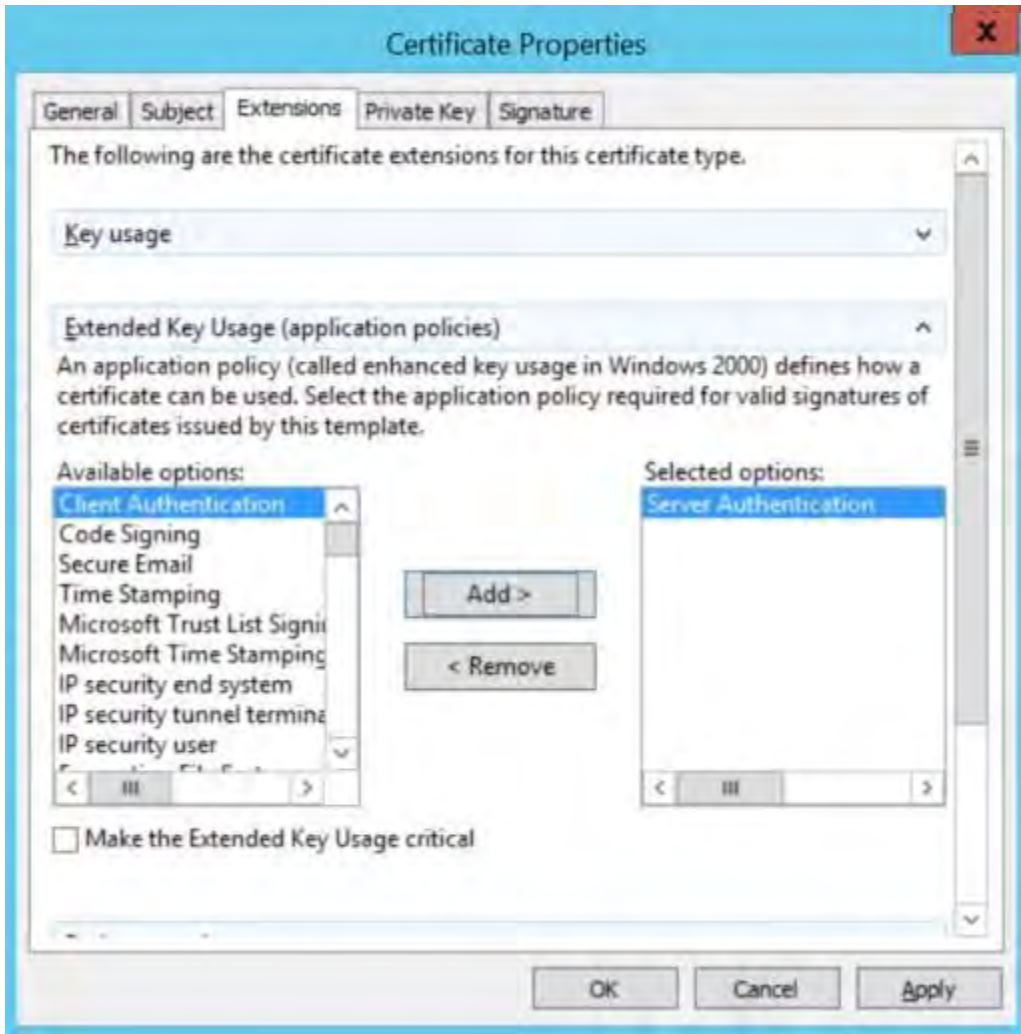 Certificate Properties
x
General Subject Extensions Private Key Signature
The following are the certificate extensions for this certificate type.
Key usage
Extended Key Usage (application policies)
An application policy (called enhanced key usage in Windows 2000) defines how a
certificate can be used. Select the application policy required for valid signatures of
certificates issued by this template.
Available options:
Selected options:
Client Authentication
Server Authentication
Code Signing
Secure Email
Time Stamping
Add >
Microsoft Trust List Signi
Microsoft Time Stamping
< Remove
IP security end system
IP security tunnel termina
IP security user
Make the Extended Key Usage critical
OK Cancel Apply